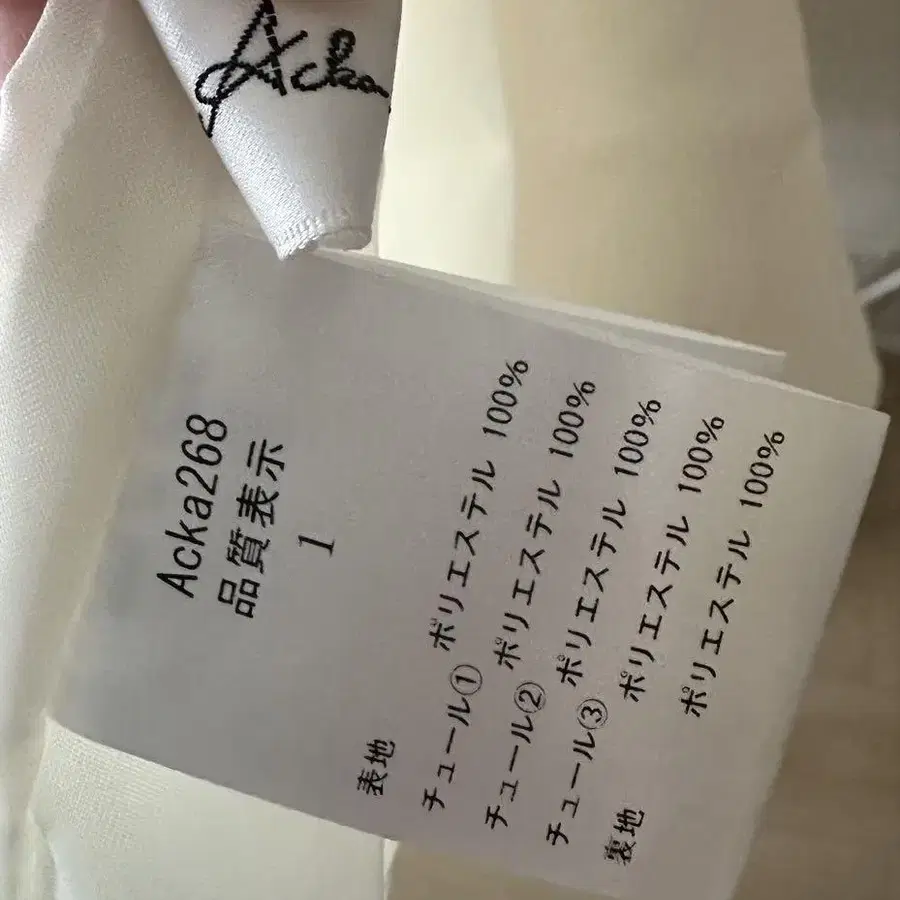 Acka
Acka268
品質表示
1
表地 ポリエステル 100%
チュール① ポリエステル 100%
チュール② ポリエステル 100%
チュール③ ポリエステル 100%
裏地 ポリエステル 100%